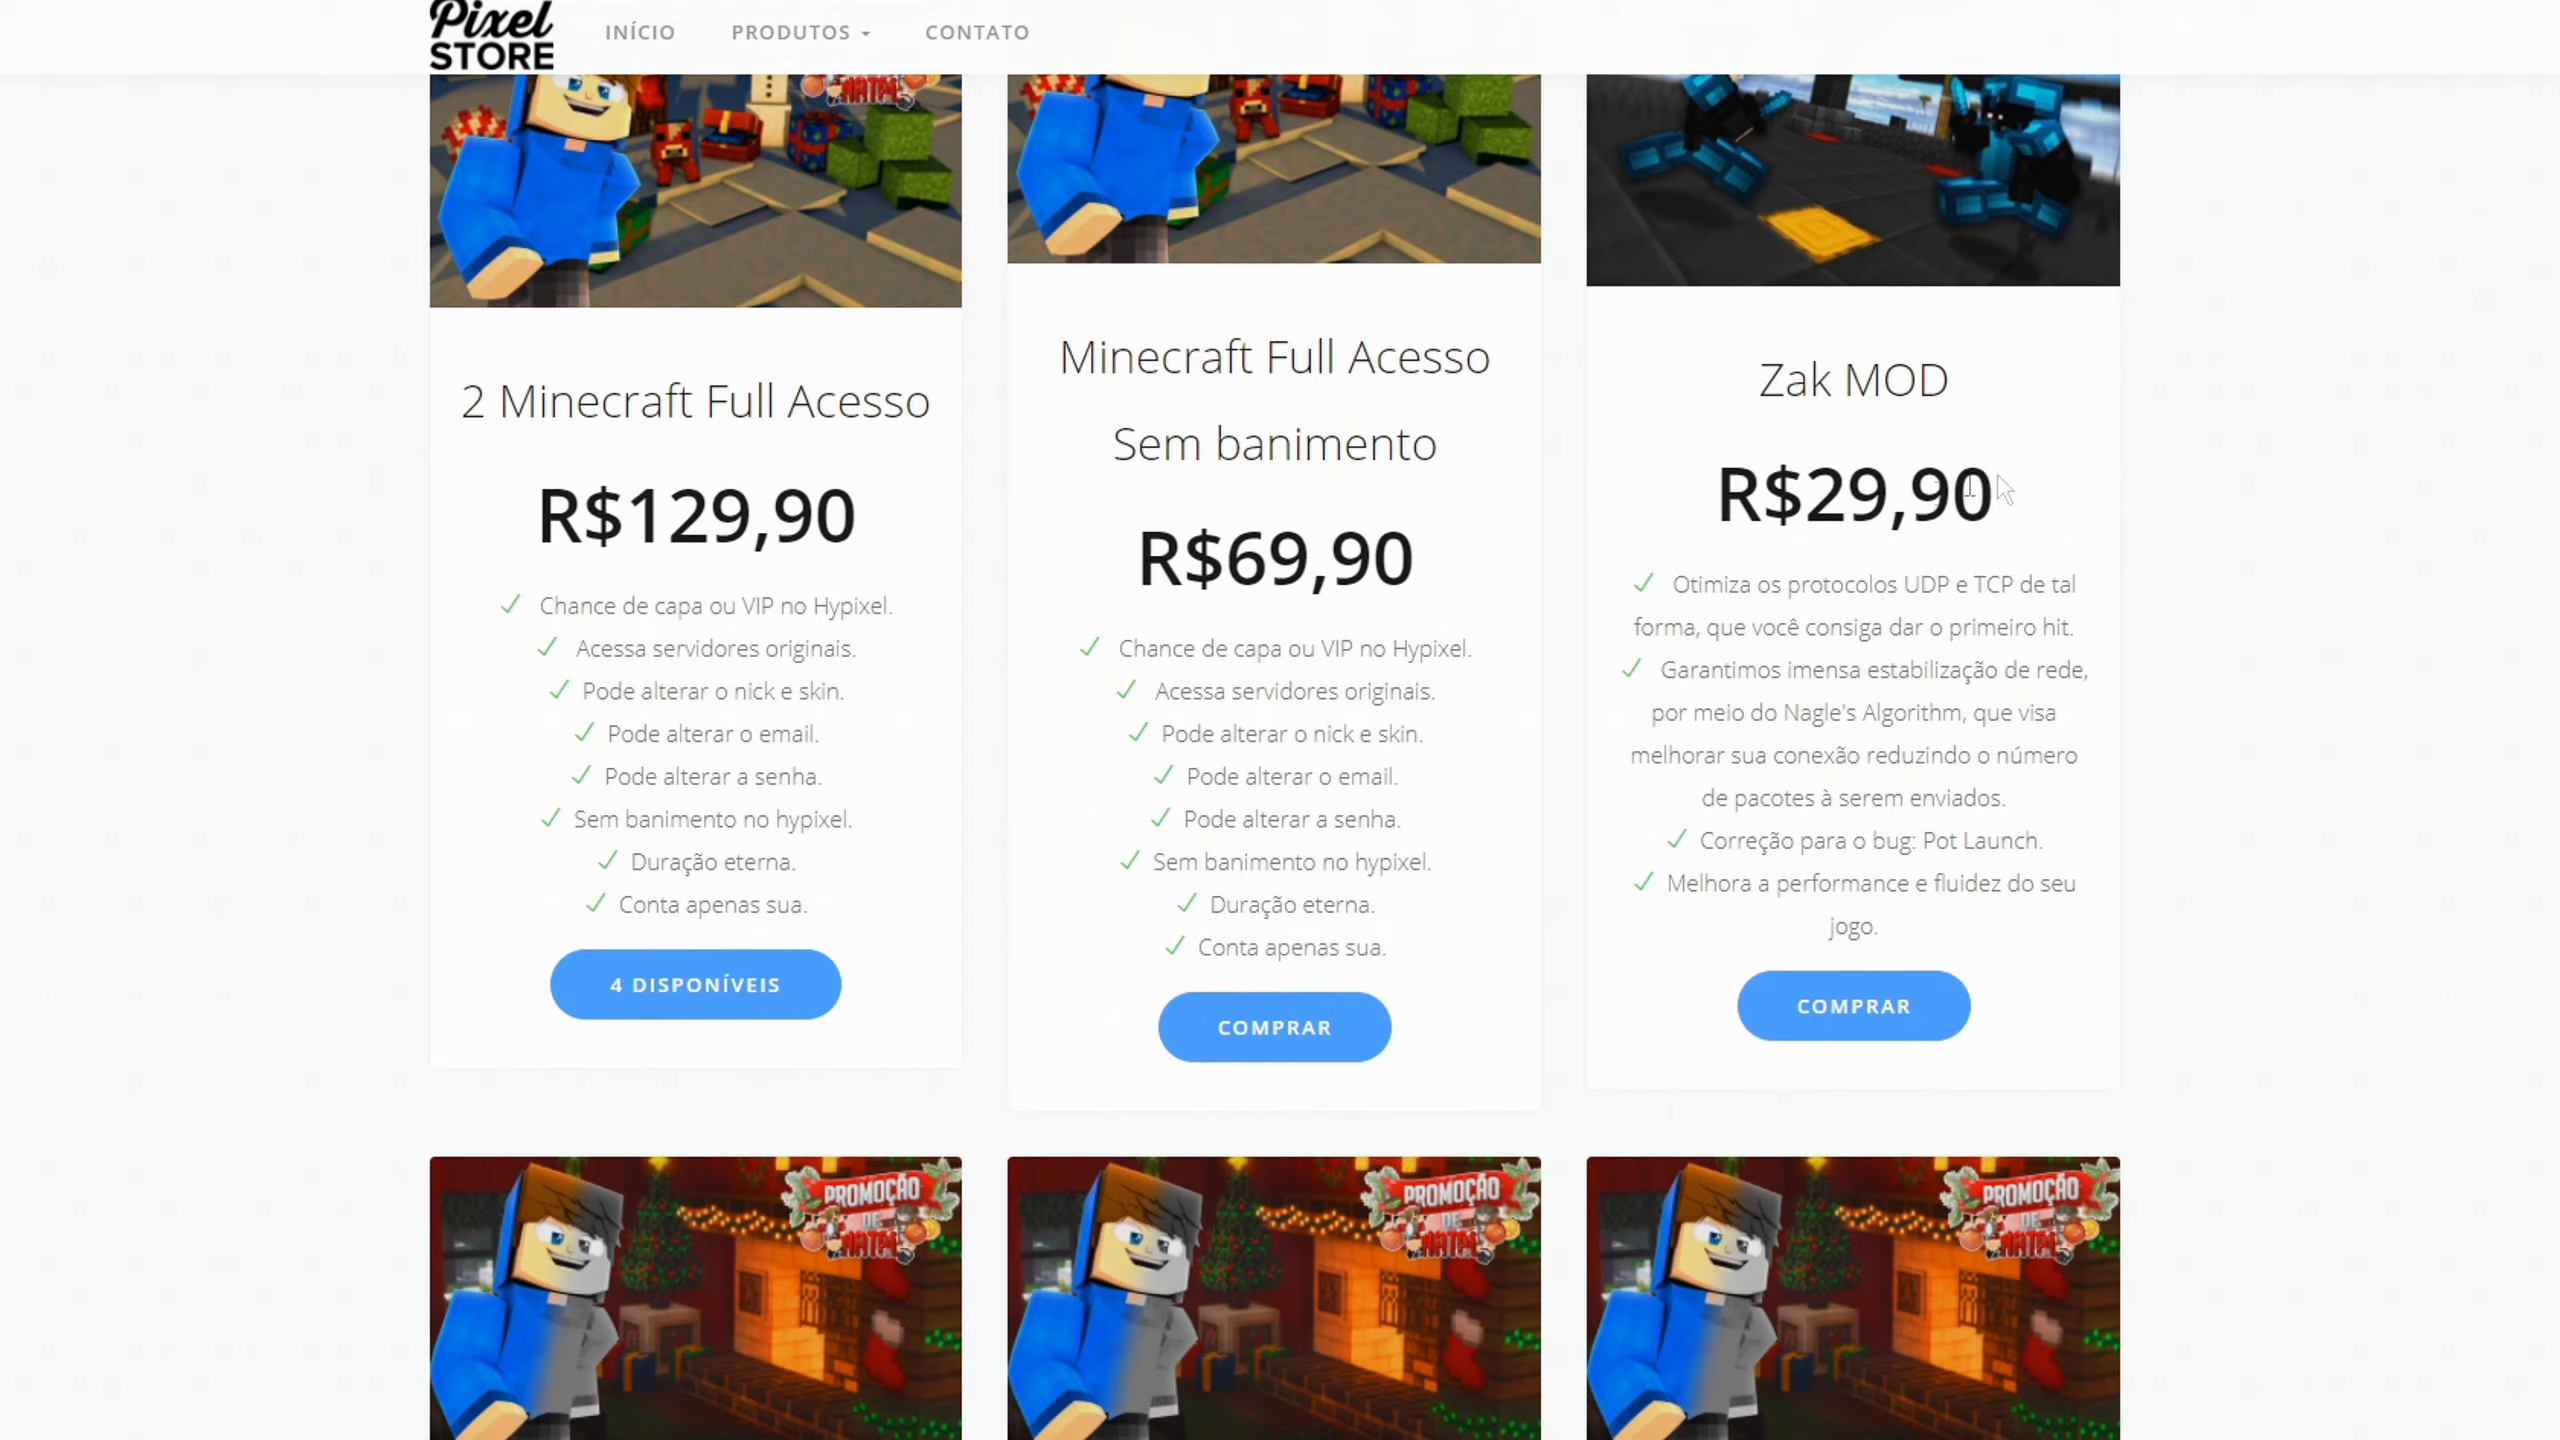 Pixel
STORE
INÍCIO
PRODUTOS
CONTATO
NATAL
2 Minecraft Full Acesso
R$129,90
Chance de capa ou VIP no Hypixel.
Acessa servidores originais.
Pode alterar o nick e skin.
Pode alterar o email.
Pode alterar a senha.
Sem banimento no hypixel.
Duração eterna.
Conta apenas sua.
4 DISPONÍVEIS
Minecraft Full Acesso
Sem banimento
R$69,90
Chance de capa ou VIP no Hypixel.
Acessa servidores originais.
Pode alterar o nick e skin.
Pode alterar o email.
Pode alterar a senha.
Sem banimento no hypixel.
Duração eterna.
Conta apenas sua.
COMPRAR
Zak MOD
R$29,90
Otimiza os protocolos UDP e TCP de tal
forma, que você consiga dar o primeiro hit.
Garantimos imensa estabilização de rede,
por meio do Nagle's Algorithm, que visa
melhorar sua conexão reduzindo o número
de pacotes à serem enviados.
Correção para o bug: Pot Launch.
Melhora a performance e fluidez do seu
jogo.
COMPRAR
PROMOÇÃO
DE
NATAL
PROMOÇÃO
DE
NATAL
PROMOÇÃO
DE
NATAL